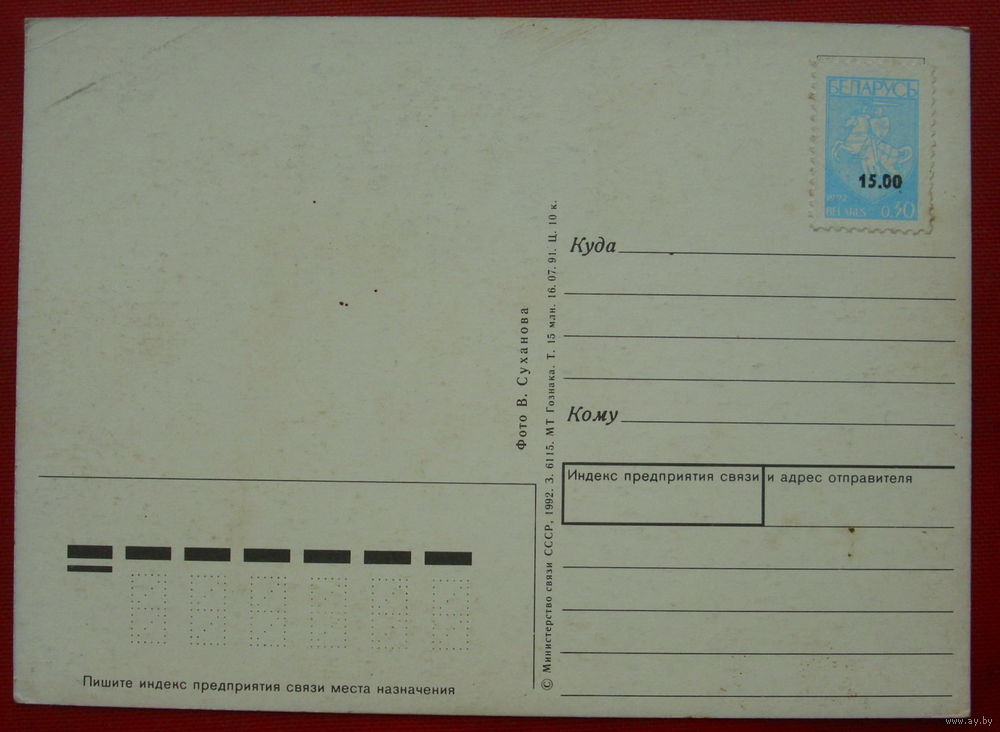 БЕЛАРУСЬ
15.00
1992
BELARUS 0.30
Куда
Кому
Индекс предприятия связи и адрес отправителя
Фото В. Суханова
© Министерство связи СССР, 1992. З. 6115. МТ Гознака. Т. 15 млн. 16.07.91. Ц. 10 к.
Пишите индекс предприятия связи места назначения
www.ay.by